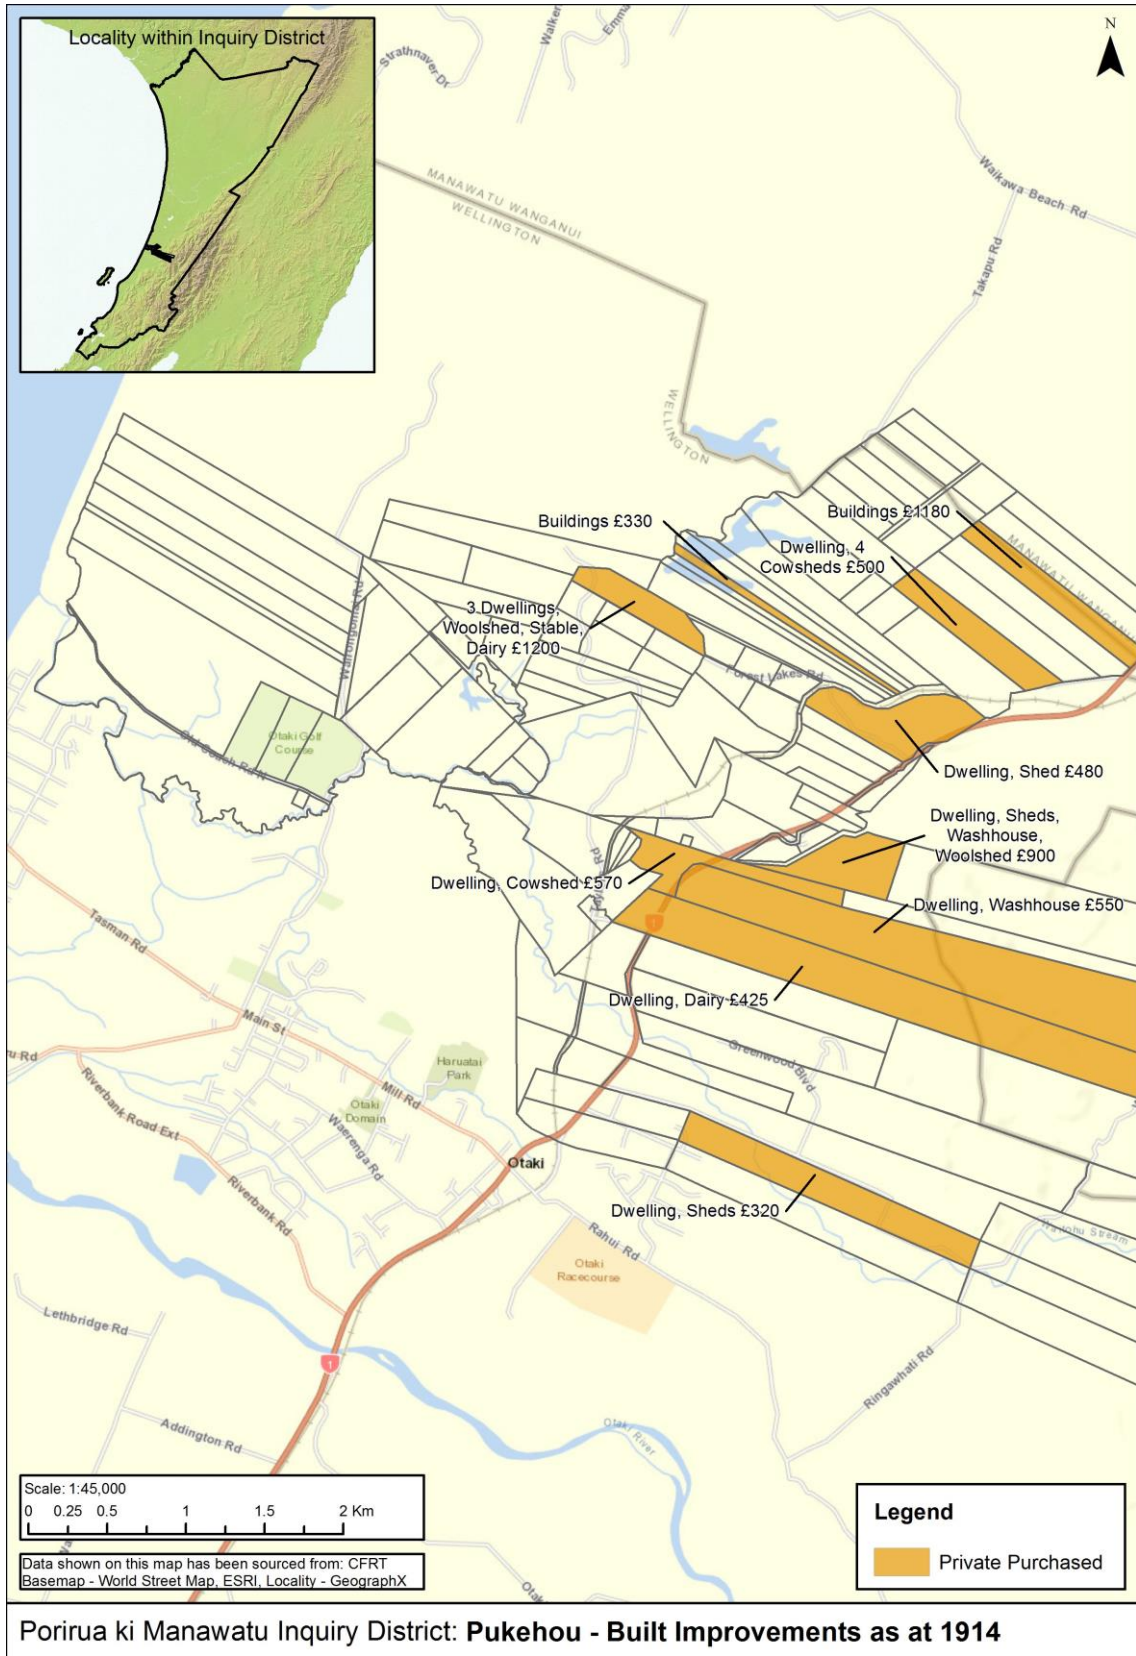 Locality within Inquiry District
N
Strathnaver Dr
MANAWATU WANGANUI
WELLINGTON
Waikawa Beach Rd
Takapu Rd
WELLINGTON
Buildings £330
Buildings £1180
Dwelling, 4
Cowsheds £500
MANAWATU WANGANUI
3 Dwellings,
Woolshed, Stable,
Dairy £1200
Forest Lakes Rd
Otaki Golf
Course
Old Coach Rd N
Dwelling, Shed £480
Dwelling, Sheds,
Washhouse,
Woolshed £900
Dwelling, Cowshed £570
Dwelling, Washhouse £550
1
Dwelling, Dairy £425
Tasman Rd
Main St
Mill Rd
Haruatai
Park
Otaki
Domain
Waerenga Rd
Riverbank Road Ext
Riverbank Rd
Greenwood Blvd
Otaki
Dwelling, Sheds £320
Rahui Rd
Otaki
Racecourse
Stream
Lethbridge Rd
1
Ringawhati Rd
Addington Rd
Otaki River
Scale: 1:45,000
0 0.25 0.5 1 1.5 2 Km
Data shown on this map has been sourced from: CFRT
Basemap - World Street Map, ESRI, Locality - GeographX
Legend
Private Purchased
Porirua ki Manawatu Inquiry District: Pukehou - Built Improvements as at 1914